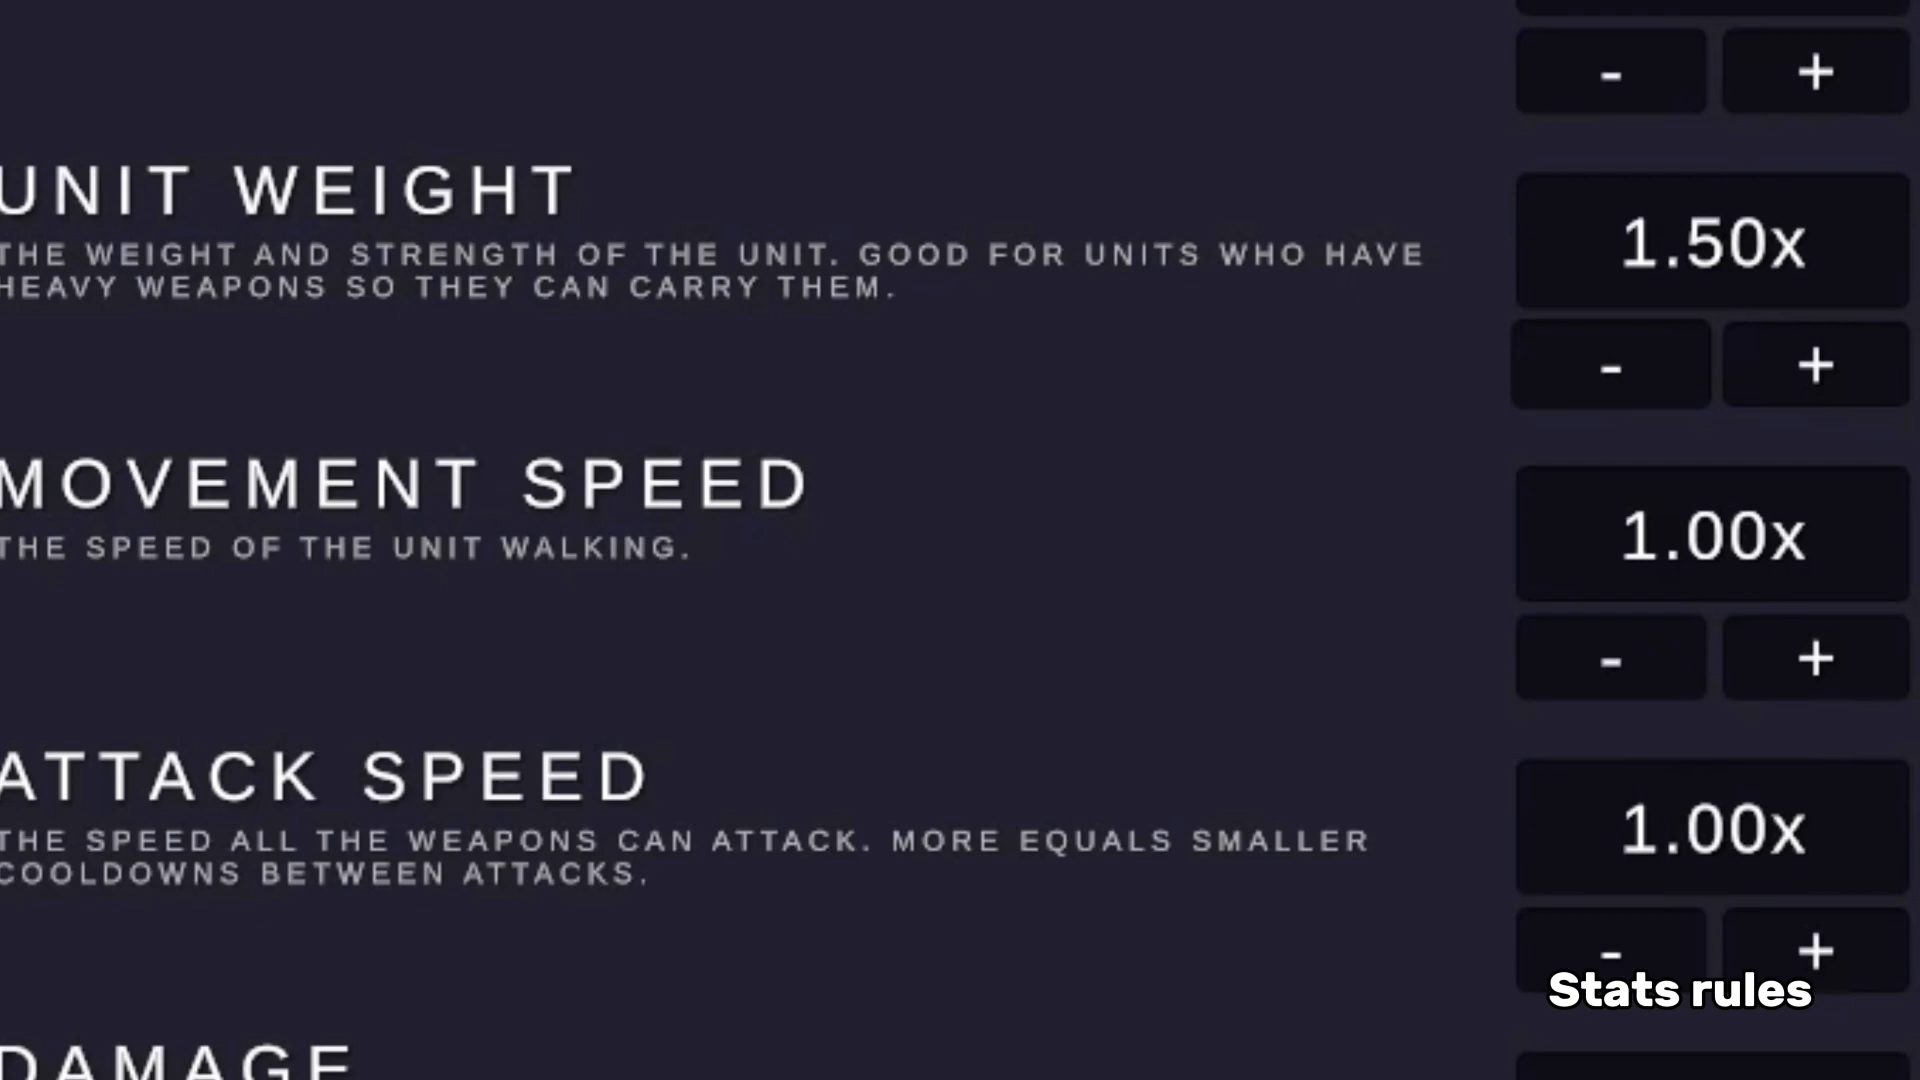 - +
UNIT WEIGHT
THE WEIGHT AND STRENGTH OF THE UNIT. GOOD FOR UNITS WHO HAVE
HEAVY WEAPONS SO THEY CAN CARRY THEM.
1.50x
- +
MOVEMENT SPEED
THE SPEED OF THE UNIT WALKING.
1.00x
- +
ATTACK SPEED
THE SPEED ALL THE WEAPONS CAN ATTACK. MORE EQUALS SMALLER
COOLDOWNS BETWEEN ATTACKS.
1.00x
- +
Stats rules
DAMAGE